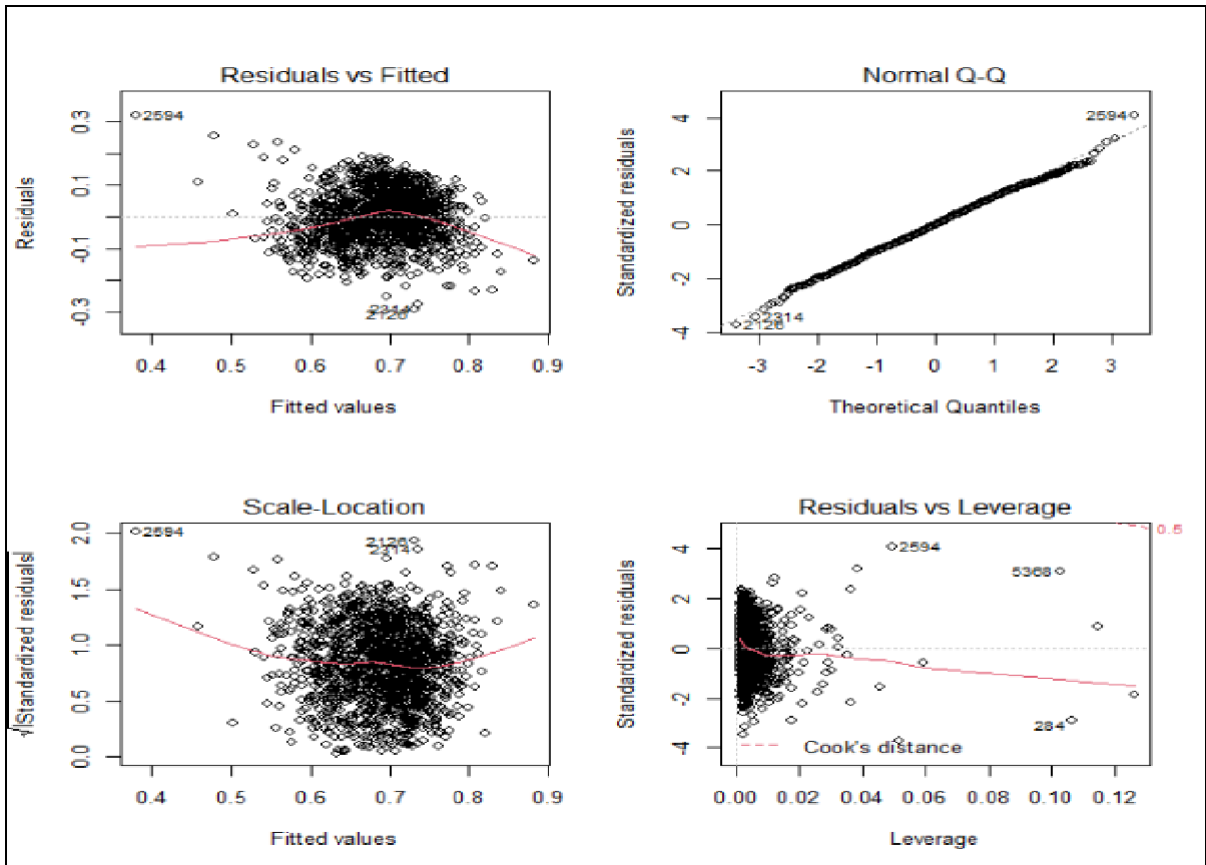 Residuals vs Fitted
Residuals
0.3
0.1
-0.1
-0.3
2594
2314
2126
0.4 0.5 0.6 0.7 0.8 0.9
Fitted values
Normal Q-Q
Standardized residuals
4
2
0
-2
-4
2594
2314
2126
-3 -2 -1 0 1 2 3
Theoretical Quantiles
Scale-Location
√|Standardized residuals|
2.0
1.5
1.0
0.5
0.0
2594
2126
2314
0.4 0.5 0.6 0.7 0.8 0.9
Fitted values
Residuals vs Leverage
Standardized residuals
4
2
0
-2
-4
0.5
2594
5368
284
Cook's distance
0.00 0.02 0.04 0.06 0.08 0.10 0.12
Leverage